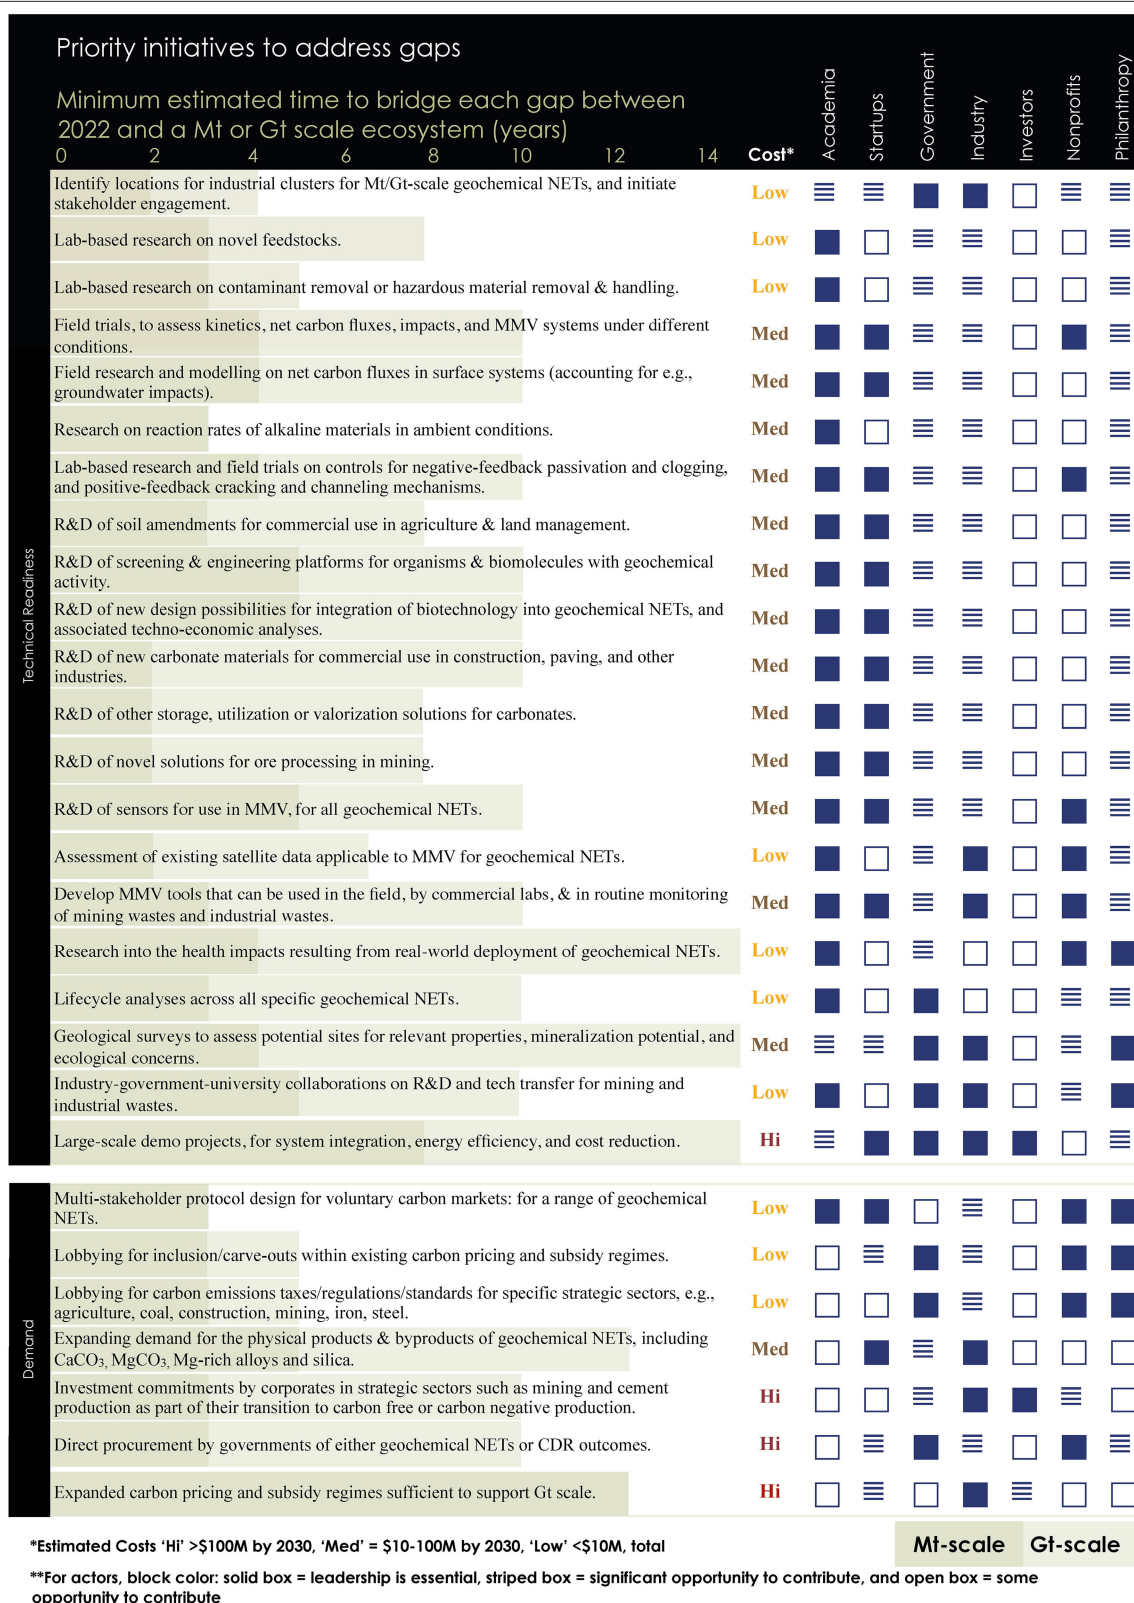 Priority initiatives to address gaps
Minimum estimated time to bridge each gap between
2022 and a Mt or Gt scale ecosystem (years)
0 2 4 6 8 10 12 14 Cost* Academia Startups Government Industry Investors Nonprofits Philanthropy
Technical Readiness
Identify locations for industrial clusters for Mt/Gt-scale geochemical NETs, and initiate
stakeholder engagement.
Low
Lab-based research on novel feedstocks. Low
Lab-based research on contaminant removal or hazardous material removal & handling. Low
Field trials, to assess kinetics, net carbon fluxes, impacts, and MMV systems under different
conditions.
Med
Field research and modelling on net carbon fluxes in surface systems (accounting for e.g.,
groundwater impacts).
Med
Research on reaction rates of alkaline materials in ambient conditions. Med
Lab-based research and field trials on controls for negative-feedback passivation and clogging,
and positive-feedback cracking and channeling mechanisms.
Med
R&D of soil amendments for commercial use in agriculture & land management. Med
R&D of screening & engineering platforms for organisms & biomolecules with geochemical
activity.
Med
R&D of new design possibilities for integration of biotechnology into geochemical NETs, and
associated techno-economic analyses.
Med
R&D of new carbonate materials for commercial use in construction, paving, and other
industries.
Med
R&D of other storage, utilization or valorization solutions for carbonates. Med
R&D of novel solutions for ore processing in mining. Med
R&D of sensors for use in MMV, for all geochemical NETs. Med
Assessment of existing satellite data applicable to MMV for geochemical NETs. Low
Develop MMV tools that can be used in the field, by commercial labs, & in routine monitoring
of mining wastes and industrial wastes.
Med
Research into the health impacts resulting from real-world deployment of geochemical NETs. Low
Lifecycle analyses across all specific geochemical NETs. Low
Geological surveys to assess potential sites for relevant properties, mineralization potential, and
ecological concerns.
Med
Industry-government-university collaborations on R&D and tech transfer for mining and
industrial wastes.
Low
Large-scale demo projects, for system integration, energy efficiency, and cost reduction. Hi
Demand
Multi-stakeholder protocol design for voluntary carbon markets: for a range of geochemical
NETs.
Low
Lobbying for inclusion/carve-outs within existing carbon pricing and subsidy regimes. Low
Lobbying for carbon emissions taxes/regulations/standards for specific strategic sectors, e.g.,
agriculture, coal, construction, mining, iron, steel.
Low
Expanding demand for the physical products & byproducts of geochemical NETs, including
CaCO₃, MgCO₃, Mg-rich alloys and silica.
Med
Investment commitments by corporates in strategic sectors such as mining and cement
production as part of their transition to carbon free or carbon negative production.
Hi
Direct procurement by governments of either geochemical NETs or CDR outcomes. Hi
Expanded carbon pricing and subsidy regimes sufficient to support Gt scale. Hi
*Estimated Costs ‘Hi’ >$100M by 2030, ‘Med’ = $10-100M by 2030, ‘Low’ <$10M, total
Mt-scale Gt-scale
**For actors, block color: solid box = leadership is essential, striped box = significant opportunity to contribute, and open box = some
opportunity to contribute